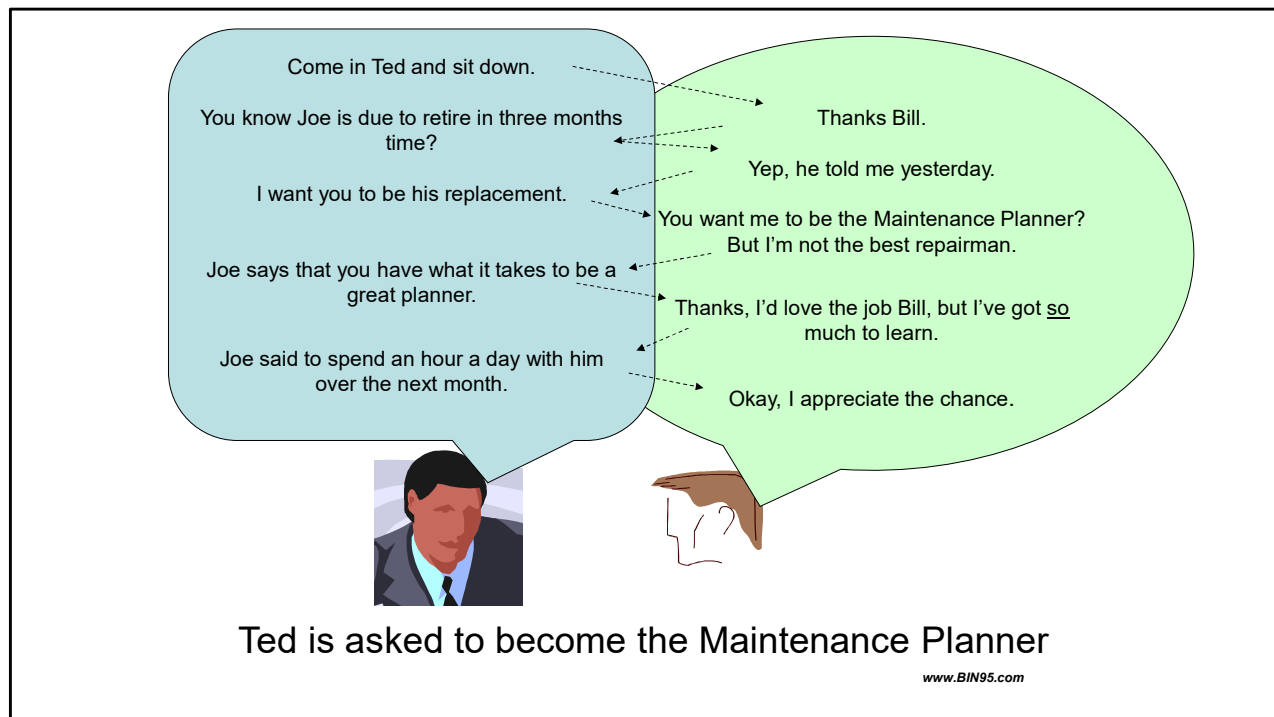 Come in Ted and sit down.
Thanks Bill.
You know Joe is due to retire in three months
time?
Yep, he told me yesterday.
I want you to be his replacement.
You want me to be the Maintenance Planner?
But I’m not the best repairman.
Joe says that you have what it takes to be a
great planner.
Thanks, I’d love the job Bill, but I’ve got so
much to learn.
Joe said to spend an hour a day with him
over the next month.
Okay, I appreciate the chance.
Ted is asked to become the Maintenance Planner
www.BIN95.com